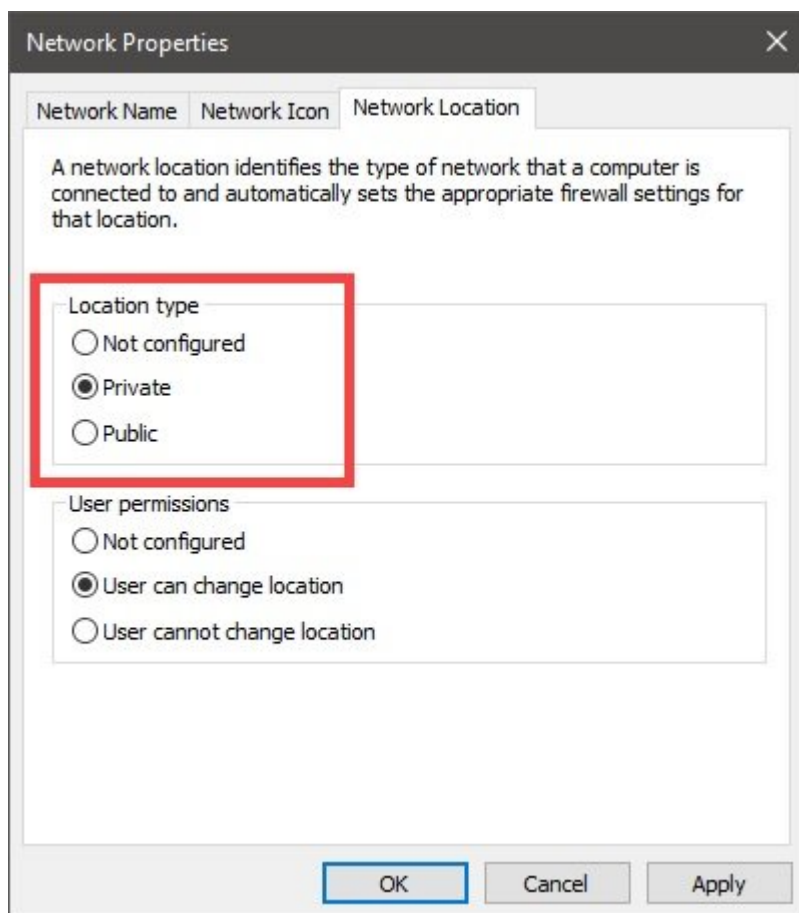 Network Properties
Network Name Network Icon Network Location
A network location identifies the type of network that a computer is
connected to and automatically sets the appropriate firewall settings for
that location.
Location type
Not configured
Private
Public
User permissions
Not configured
User can change location
User cannot change location
OK Cancel Apply